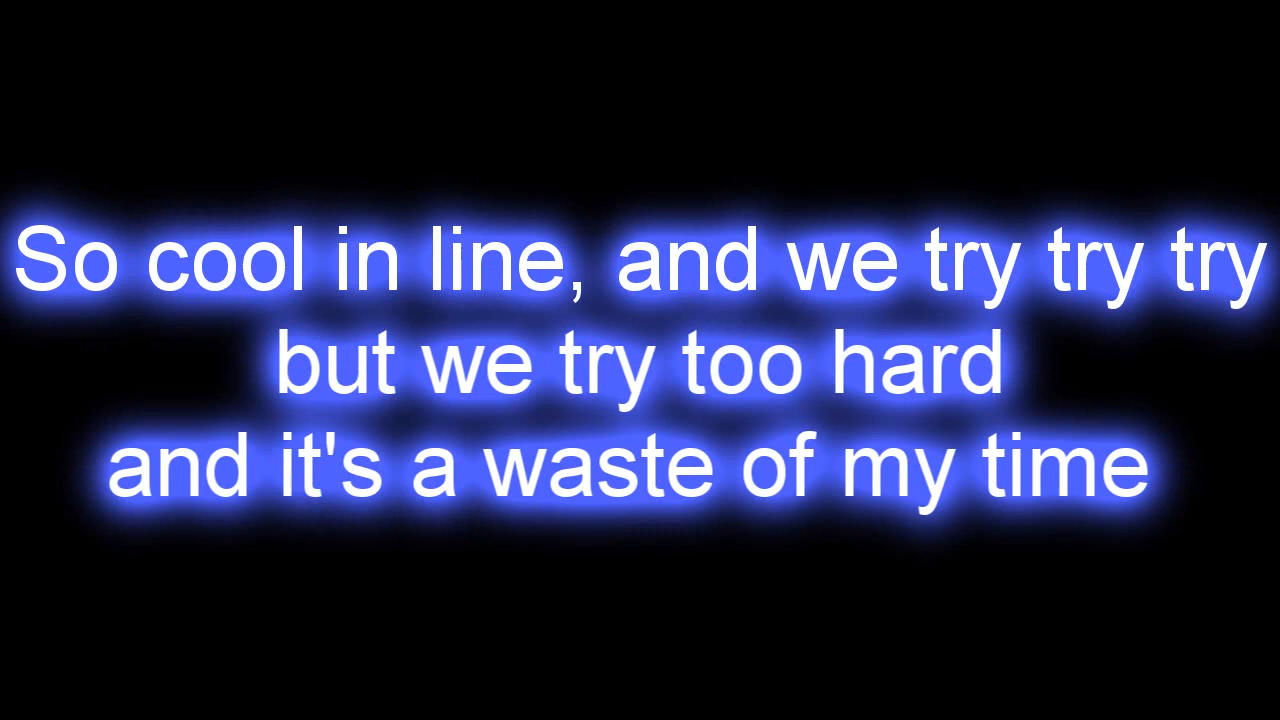 So cool in line, and we try try try
but we try too hard
and it's a waste of my time